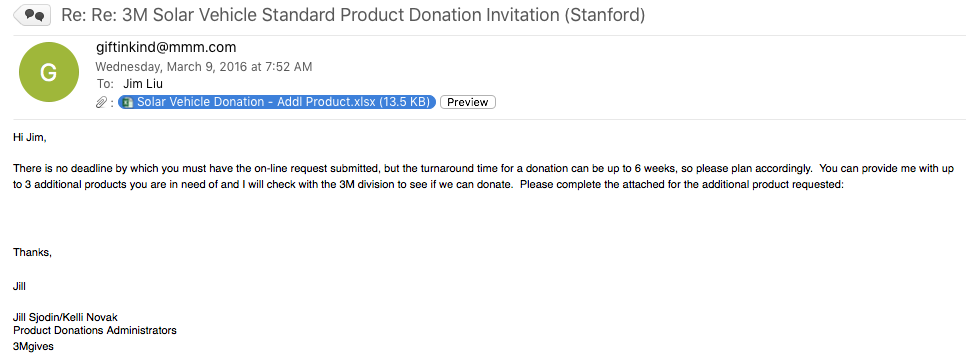 Re: Re: 3M Solar Vehicle Standard Product Donation Invitation (Stanford)
G
giftinkind@mmm.com
Wednesday, March 9, 2016 at 7:52 AM
To: Jim Liu
: Solar Vehicle Donation - Addl Product.xlsx (13.5 KB) Preview
Hi Jim,
There is no deadline by which you must have the on-line request submitted, but the turnaround time for a donation can be up to 6 weeks, so please plan accordingly.  You can provide me with up
to 3 additional products you are in need of and I will check with the 3M division to see if we can donate.  Please complete the attached for the additional product requested:
Thanks,
Jill
Jill Sjodin/Kelli Novak
Product Donations Administrators
3Mgives